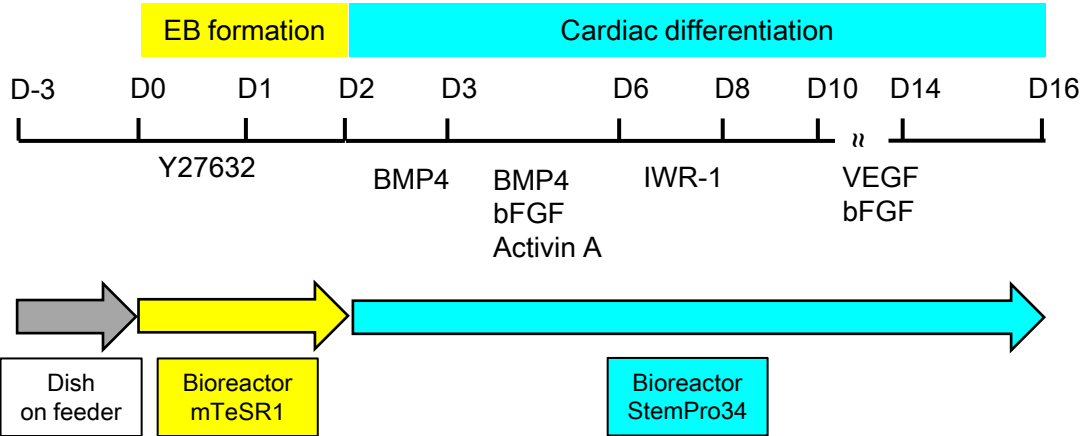 EB formation
Cardiac differentiation
D-3 D0 D1 D2 D3 D6 D8 D10 D14 D16
≈
Y27632
BMP4
BMP4
bFGF
Activin A
IWR-1
VEGF
bFGF
Dish
on feeder
Bioreactor
mTeSR1
Bioreactor
StemPro34